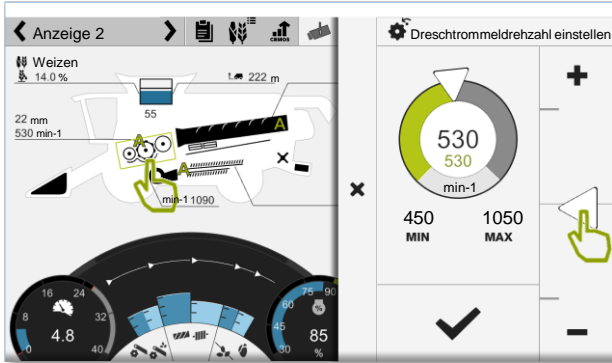 Anzeige 2
CEMOS
Dreschtrommeldrehzahl einstellen
Weizen
14.0 %
222 m
55
22 mm
530 min-1
A
A
A
min-1 1090
530
530
min-1
450
1050
MIN
MAX
0
8
16
24
32
40
4.8
30
45
60
75
90
%
85
%